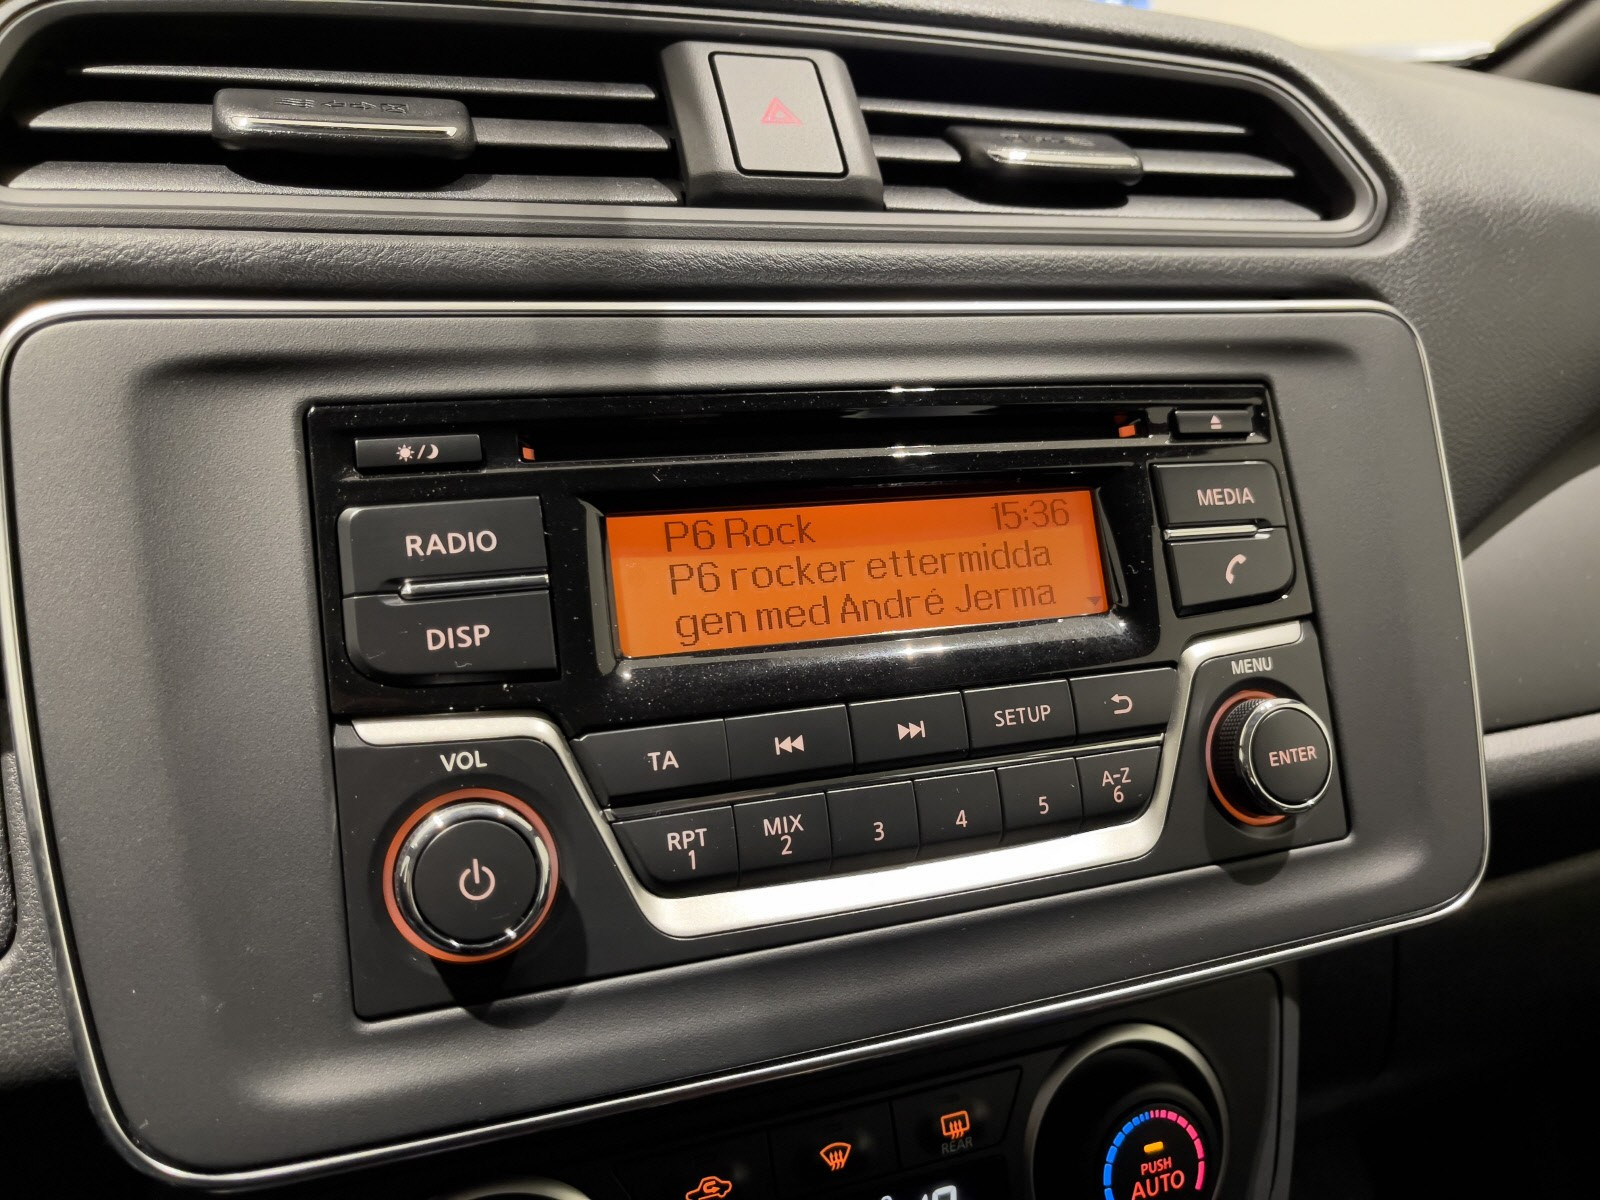 P6 Rock 15:36
P6 rocker ettermidda
gen med André Jerma
RADIO
DISP
MEDIA
VOL
MENU
TA
SETUP
ENTER
RPT
1
MIX
2
3
4
5
A-Z
6
REAR
PUSH
AUTO